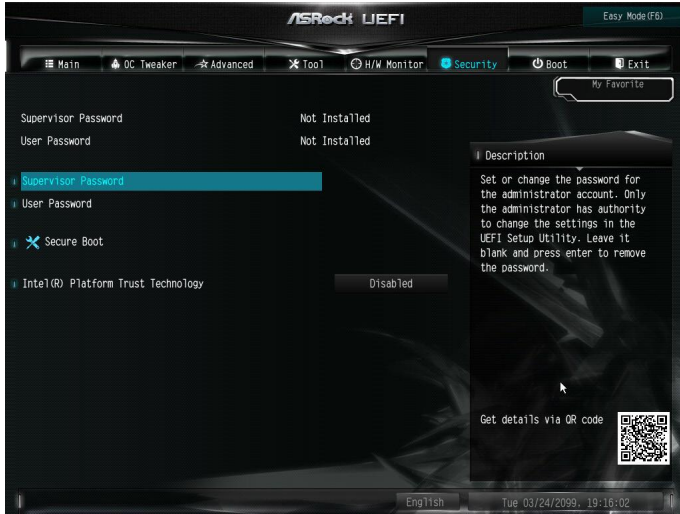 ASRock UEFI
Easy Mode(F6)
Main
OC Tweaker
Advanced
Tool
H/W Monitor
Security
Boot
Exit
My Favorite
Supervisor Password Not Installed
User Password Not Installed
Supervisor Password
User Password
Secure Boot
Intel(R) Platform Trust Technology Disabled
Description
Set or change the password for
the administrator account. Only
the administrator has authority
to change the settings in the
UEFI Setup Utility. Leave it
blank and press enter to remove
the password.
Get details via QR code
English
Tue 03/24/2099. 19:16:02